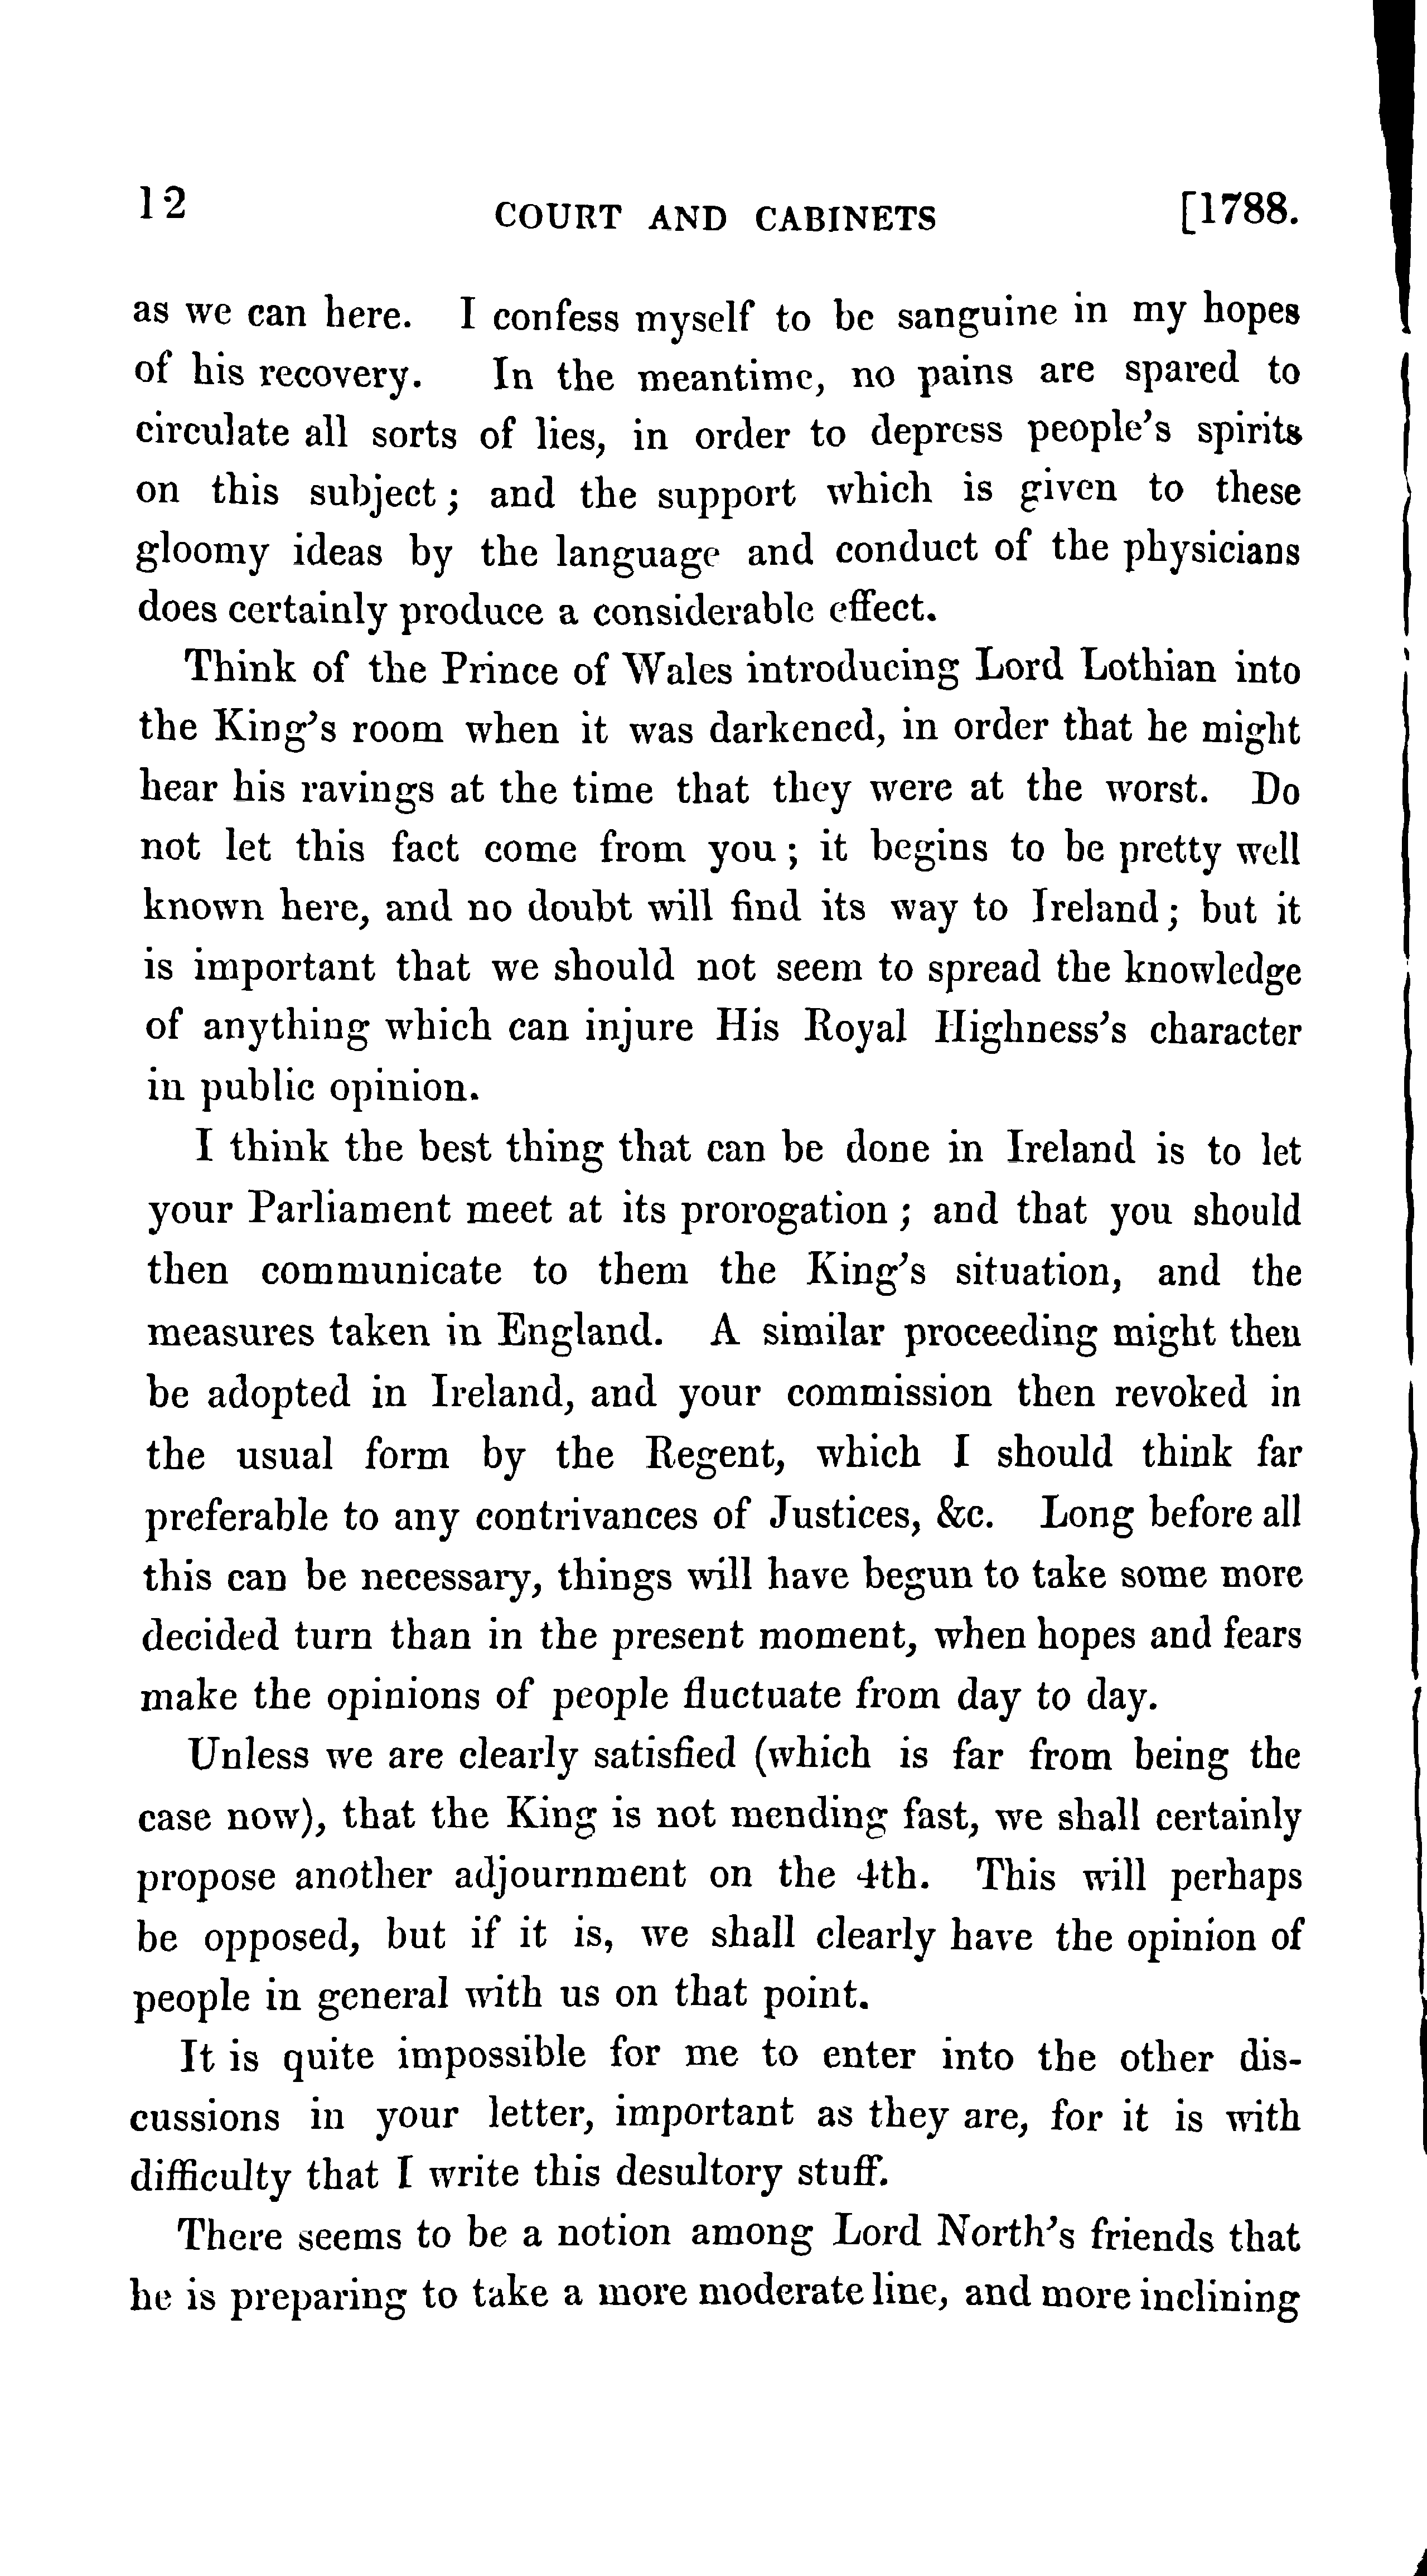 12 COURT AND CABINETS [1788.
as we can here. I confess myself to be sanguine in my hopes
of his recovery. In the meantime, no pains are spared to
circulate all sorts of lies, in order to depress people's spirits
on this subject; and the support which is given to these
gloomy ideas by the language and conduct of the physicians
does certainly produce a considerable effect.
Think of the Prince of Wales introducing Lord Lothian into
the King's room when it was darkened, in order that he might
hear his ravings at the time that they were at the worst. Do
not let this fact come from you; it begins to be pretty well
known here, and no doubt will find its way to Ireland; but it
is important that we should not seem to spread the knowledge
of anything which can injure His Royal Highness's character
in public opinion.
I think the best thing that can be done in Ireland is to let
your Parliament meet at its prorogation; and that you should
then communicate to them the King's situation, and the
measures taken in England. A similar proceeding might then
be adopted in Ireland, and your commission then revoked in
the usual form by the Regent, which I should think far
preferable to any contrivances of Justices, &c. Long before all
this can be necessary, things will have begun to take some more
decided turn than in the present moment, when hopes and fears
make the opinions of people fluctuate from day to day.
Unless we are clearly satisfied (which is far from being the
case now), that the King is not mending fast, we shall certainly
propose another adjournment on the 4th. This will perhaps
be opposed, but if it is, we shall clearly have the opinion of
people in general with us on that point.
It is quite impossible for me to enter into the other dis-
cussions in your letter, important as they are, for it is with
difficulty that I write this desultory stuff.
There seems to be a notion among Lord North's friends that
he is preparing to take a more moderate line, and more inclining